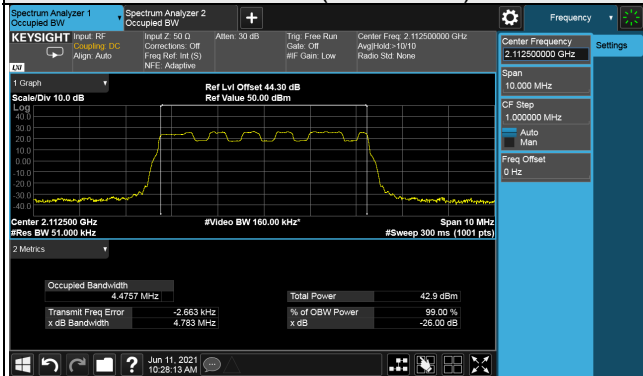 Spectrum Analyzer 1
Occupied BW
Spectrum Analyzer 2
Occupied BW
+
Frequency
KEYSIGHT
Input: RF
Coupling: DC
Align: Auto
Input Z: 50 Ω
Corrections: Off
Freq Ref: Int (S)
NFE: Adaptive
Atten: 30 dB
Trig: Free Run
Gate: Off
#IF Gain: Low
Center Freq: 2.112500000 GHz
Avg|Hold:>10/10
Radio Std: None
LXI
Center Frequency
2.112500000 GHz
Settings
Span
10.000 MHz
CF Step
1.000000 MHz
Auto
Man
Freq Offset
0 Hz
1 Graph
Scale/Div 10.0 dB
Ref Lvl Offset 44.30 dB
Ref Value 50.00 dBm
Log
40.0
30.0
20.0
10.0
0.00
-10.0
-20.0
-30.0
-40.0
Center 2.112500 GHz
#Video BW 160.00 kHz*
Span 10 MHz
#Res BW 51.000 kHz
#Sweep 300 ms (1001 pts)
2 Metrics
Occupied Bandwidth
4.4757 MHz
Total Power 42.9 dBm
Transmit Freq Error -2.663 kHz
% of OBW Power 99.00 %
x dB Bandwidth 4.783 MHz
x dB -26.00 dB
?
Jun 11, 2021
10:28:13 AM